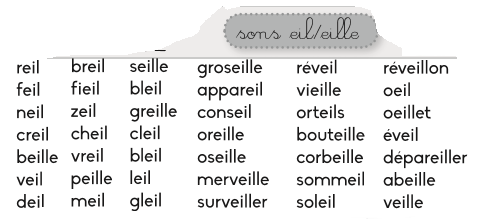 sons eil/eille
reil breil seille groseille réveil réveillon
feil fieil bleil appareil vieille oeil
neil zeil greille conseil orteils oeillet
creil cheil cleil oreille bouteille éveil
beille vreil bleil oseille corbeille dépareiller
veil peille leil merveille sommeil abeille
deil meil gleil surveiller soleil veille